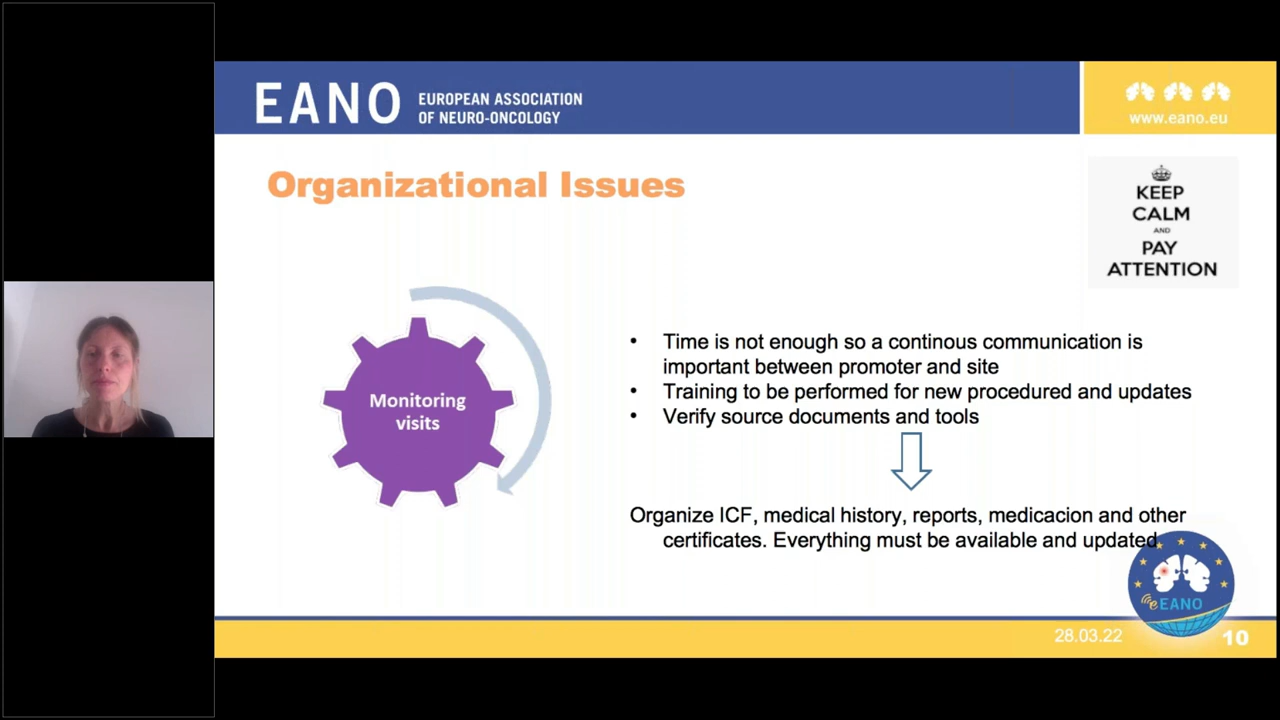 EANO
EUROPEAN ASSOCIATION
OF NEURO-ONCOLOGY
www.eano.eu
Organizational Issues
KEEP
CALM
AND
PAY
ATTENTION
Monitoring
visits
• Time is not enough so a continous communication is
important between promoter and site
• Training to be performed for new procedured and updates
• Verify source documents and tools
Organize ICF, medical history, reports, medicacion and other
certificates. Everything must be available and updated
eEANO
28.03.22
10